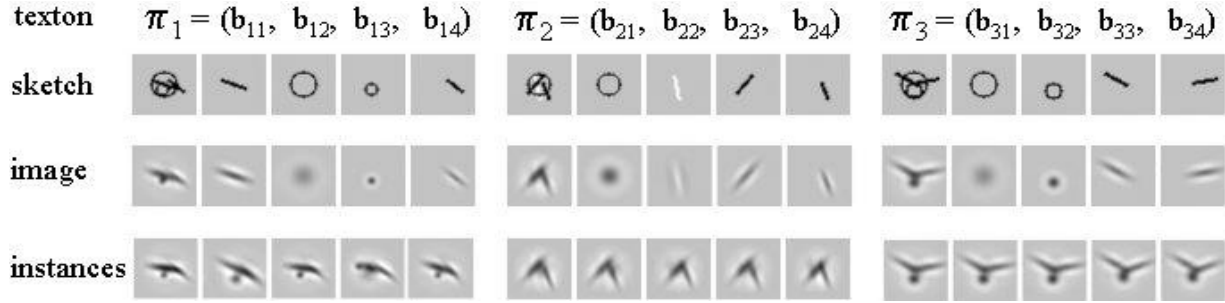 texton π₁ = (b₁₁, b₁₂, b₁₃, b₁₄) π₂ = (b₂₁, b₂₂, b₂₃, b₂₄) π₃ = (b₃₁, b₃₂, b₃₃, b₃₄)
sketch
image
instances